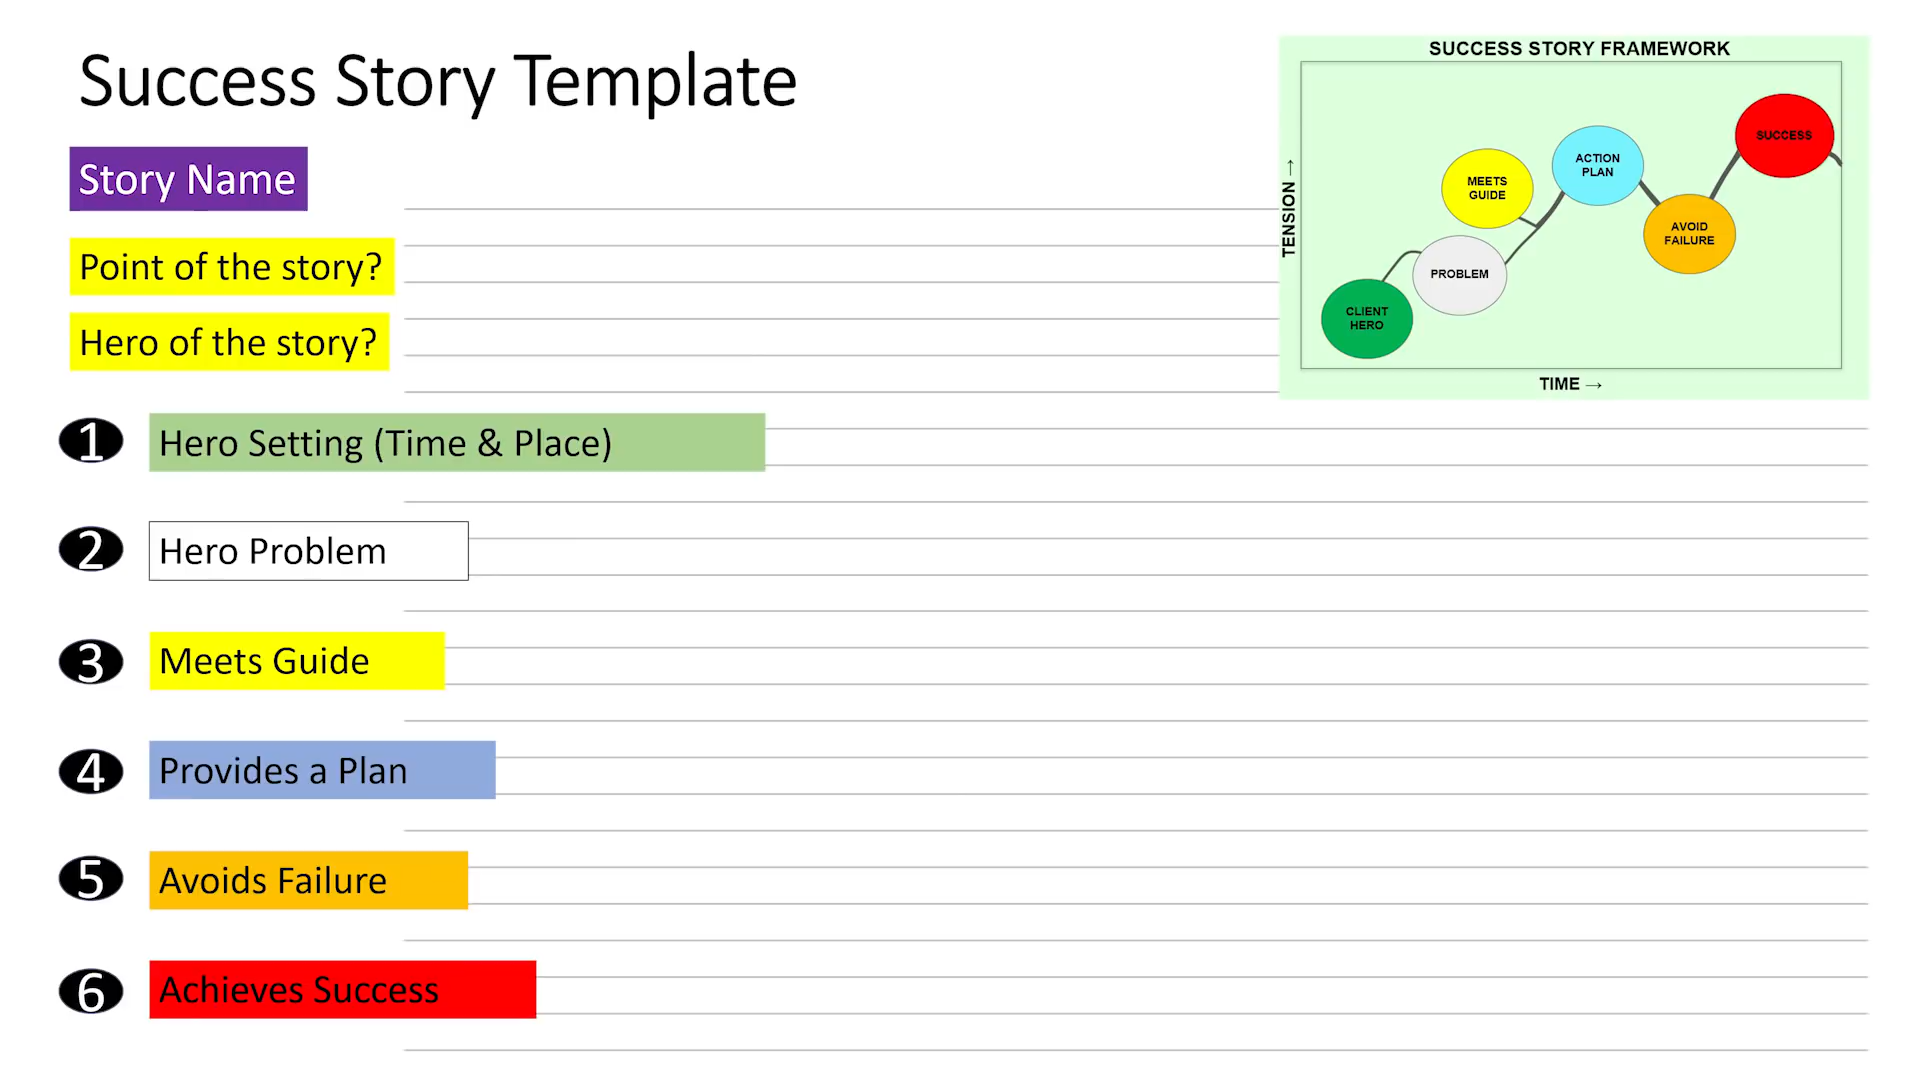 Success Story Template
Story Name
Point of the story?
Hero of the story?
1 Hero Setting (Time & Place)
2 Hero Problem
3 Meets Guide
4 Provides a Plan
5 Avoids Failure
6 Achieves Success
SUCCESS STORY FRAMEWORK
TENSION →
CLIENT
HERO
PROBLEM
MEETS
GUIDE
ACTION
PLAN
AVOID
FAILURE
SUCCESS
TIME →